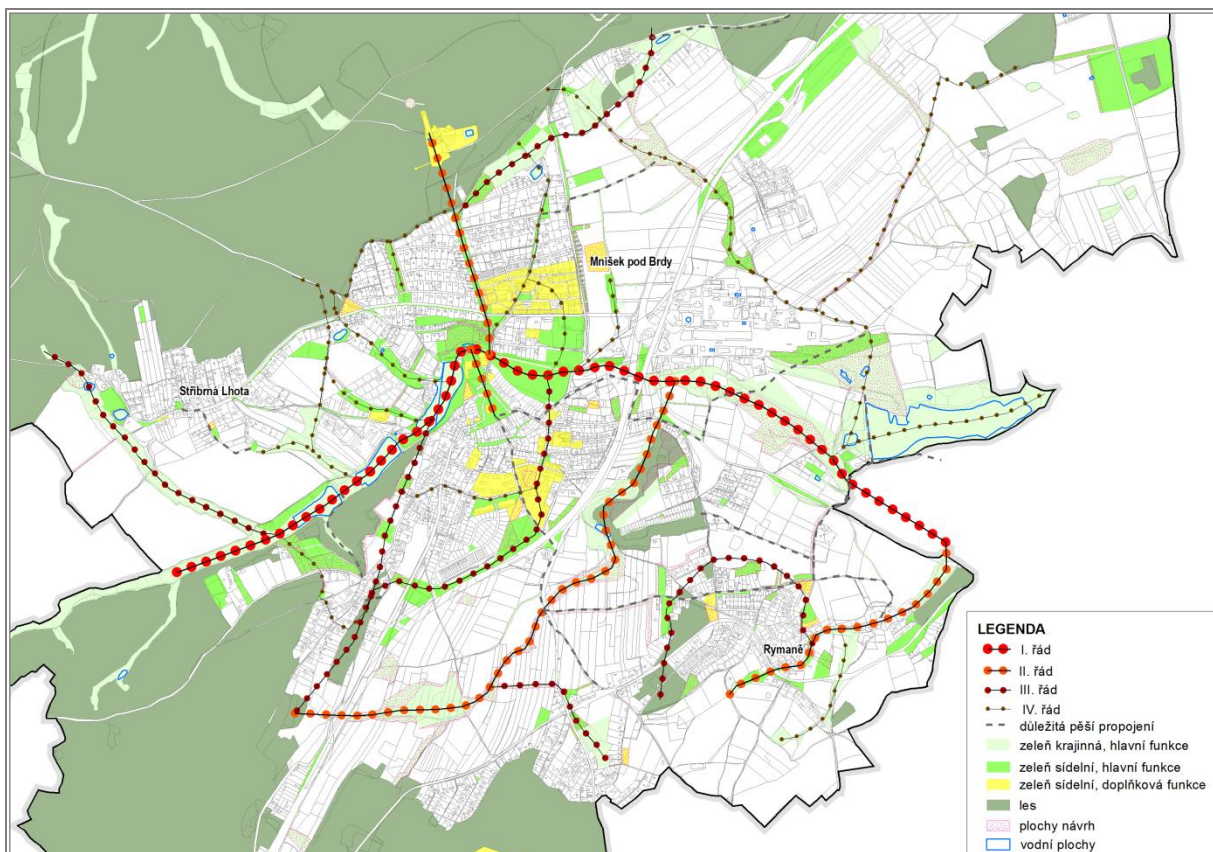 Mníšek pod Brdy
Stříbrná Lhota
Rymaně
LEGENDA
I. řád
II. řád
III. řád
IV. řád
důležitá pěší propojení
zeleň krajinná, hlavní funkce
zeleň sídelní, hlavní funkce
zeleň sídelní, doplňková funkce
les
plochy návrh
vodní plochy